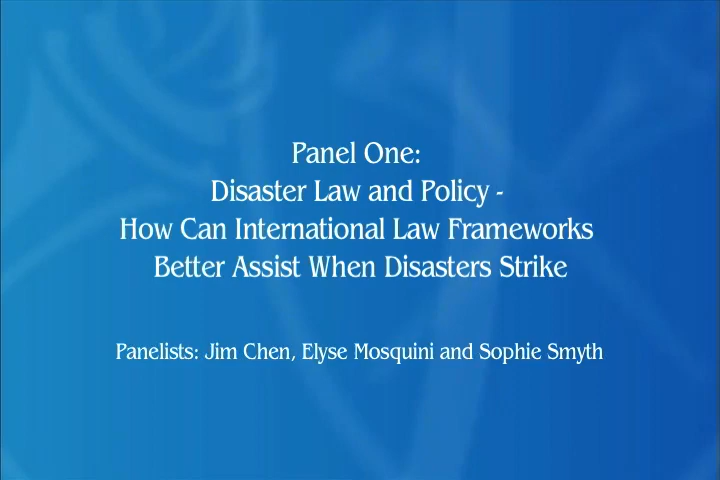 Panel One:
Disaster Law and Policy -
How Can International Law Frameworks
Better Assist When Disasters Strike
Panelists: Jim Chen, Elyse Mosquini and Sophie Smyth